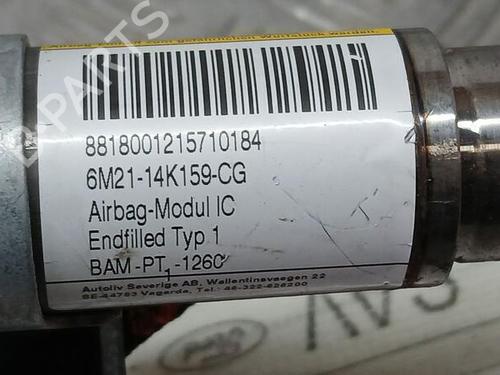 8818001215710184
6M21-14K159-CG
Airbag-Modul IC
Endfilled Typ 1
BAM-PT1-1260
Autoliv Sverige AB, Wallentinsvaegen 22
SE-44783 Vargarda, Tel.: 46-322-626200
B-PARTS